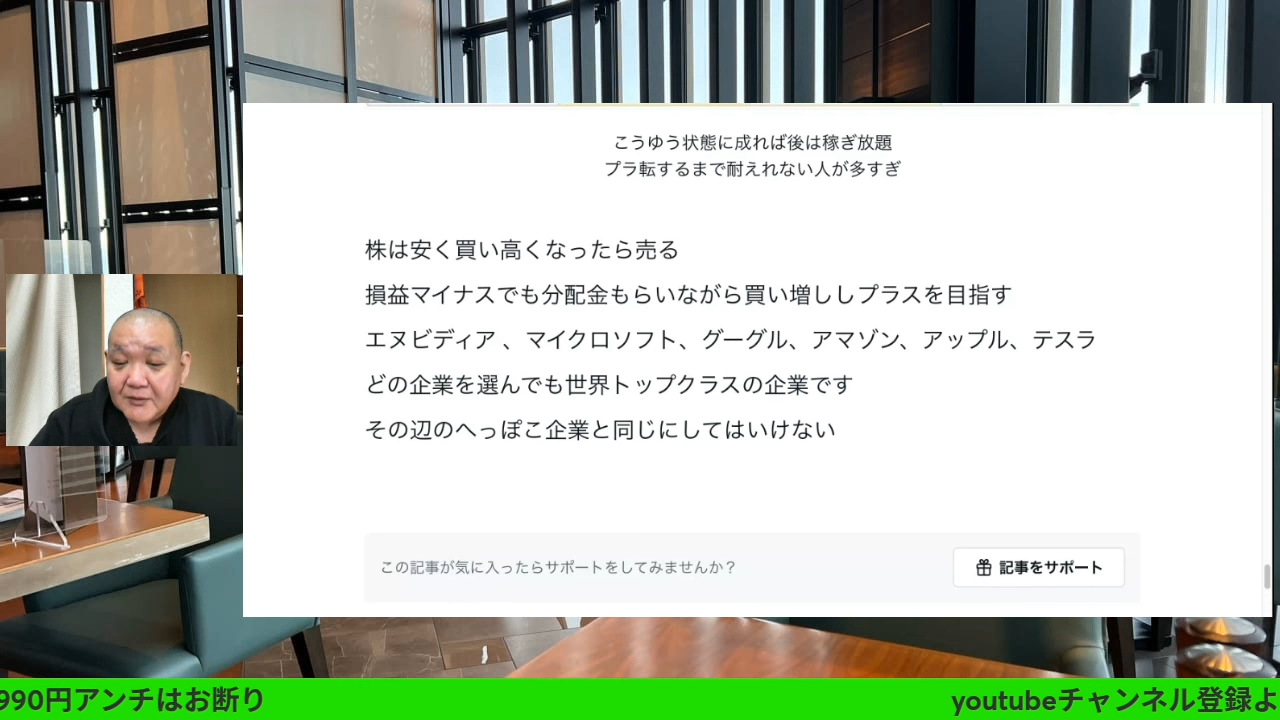 こうゆう状態に成れば後は稼ぎ放題
プラ転するまで耐えれない人が多すぎ
株は安く買い高くなったら売る
損益マイナスでも分配金もらいながら買い増ししプラスを目指す
エヌビディア 、マイクロソフト、グーグル、アマゾン、アップル、テスラ
どの企業を選んでも世界トップクラスの企業です
その辺のへっぽこ企業と同じにしてはいけない
この記事が気に入ったらサポートをしてみませんか？
記事をサポート
990円アンチはお断り
youtubeチャンネル登録よ